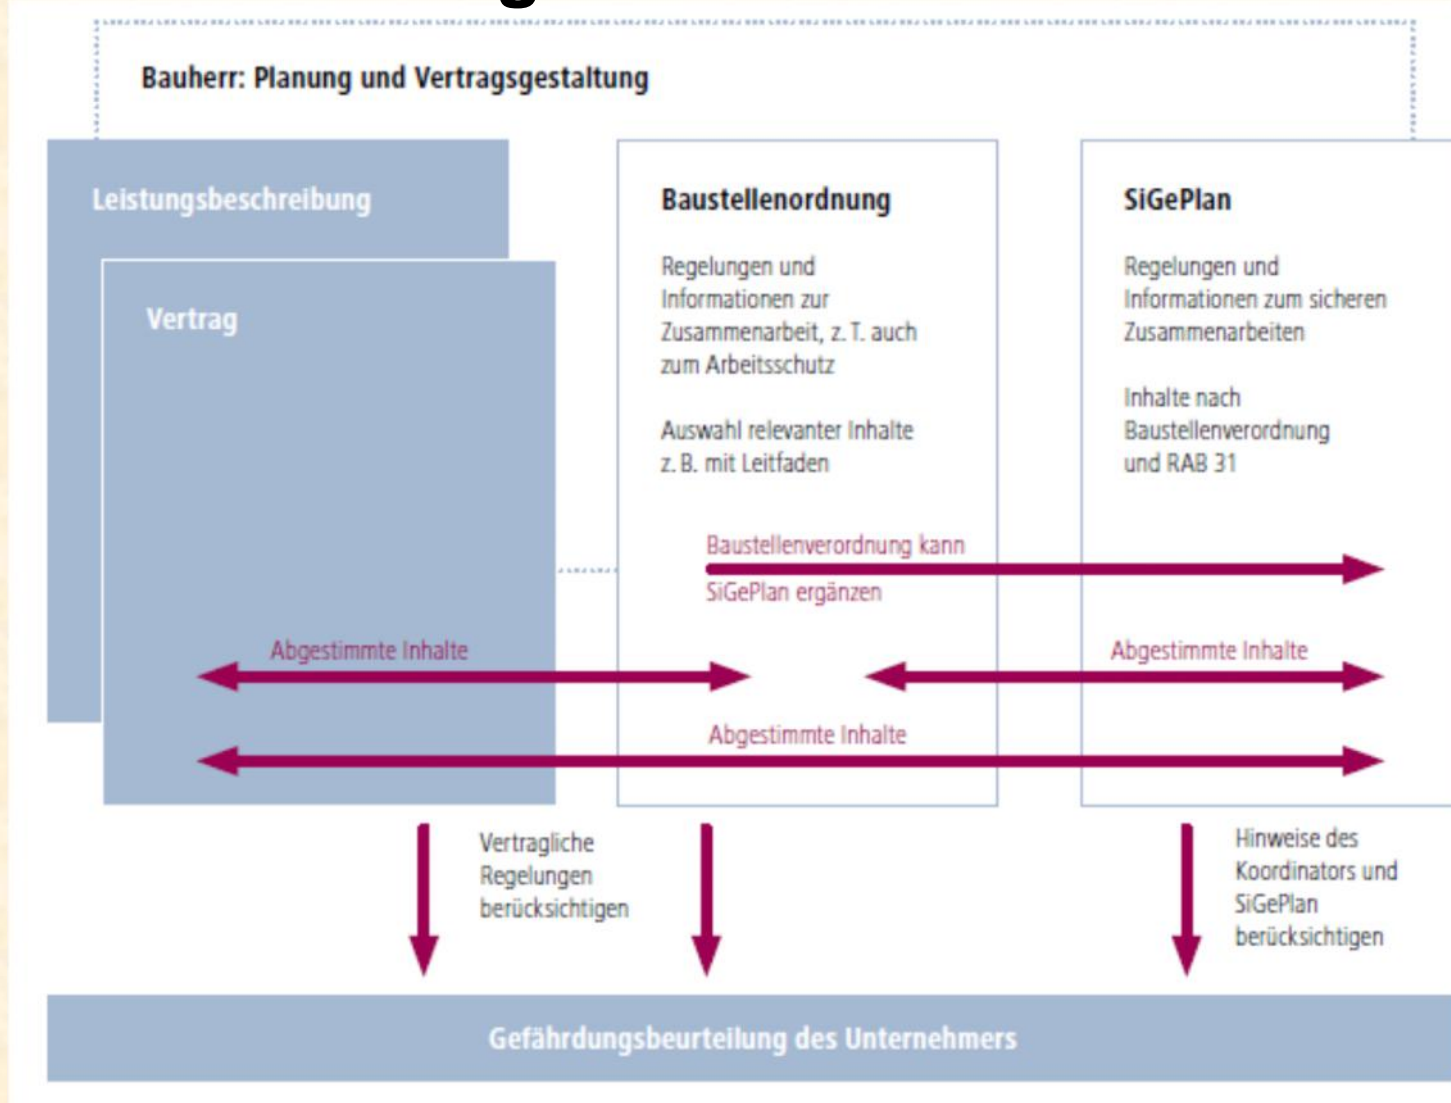 Bauherr: Planung und Vertragsgestaltung
Leistungsbeschreibung
Vertrag
Baustellenordnung
Regelungen und
Informationen zur
Zusammenarbeit, z. T. auch
zum Arbeitsschutz
Auswahl relevanter Inhalte
z. B. mit Leitfaden
SiGePlan
Regelungen und
Informationen zum sicheren
Zusammenarbeiten
Inhalte nach
Baustellenverordnung
und RAB 31
Baustellenverordnung kann
SiGePlan ergänzen
Abgestimmte Inhalte
Abgestimmte Inhalte
Abgestimmte Inhalte
Vertragliche
Regelungen
berücksichtigen
Hinweise des
Koordinators und
SiGePlan
berücksichtigen
Gefährdungsbeurteilung des Unternehmers